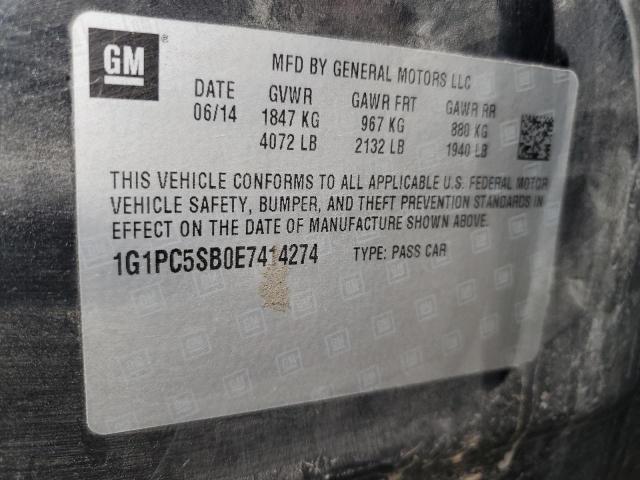 GM ®
MFD BY GENERAL MOTORS LLC
DATE GVWR GAWR FRT GAWR RR
06/14 1847 KG 967 KG 880 KG
4072 LB 2132 LB 1940 LB
THIS VEHICLE CONFORMS TO ALL APPLICABLE U.S. FEDERAL MOTOR
VEHICLE SAFETY, BUMPER, AND THEFT PREVENTION STANDARDS IN
EFFECT ON THE DATE OF MANUFACTURE SHOWN ABOVE.
1G1PC5SB0E7414274 TYPE: PASS CAR